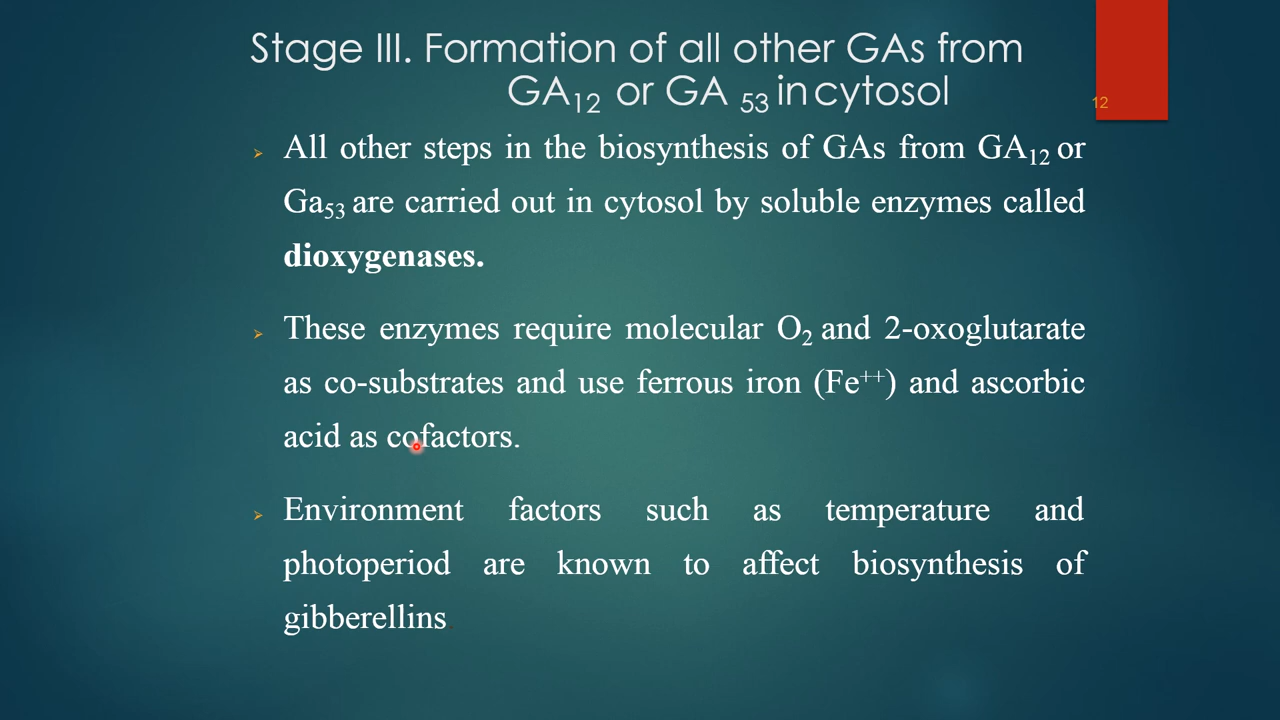 Stage III. Formation of all other GAs from
GA₁₂ or GA ₅₃ in cytosol
12
➢ All other steps in the biosynthesis of GAs from GA₁₂ or
Ga₅₃ are carried out in cytosol by soluble enzymes called
dioxygenases.
➢ These enzymes require molecular O₂ and 2-oxoglutarate
as co-substrates and use ferrous iron (Fe⁺⁺) and ascorbic
acid as cofactors.
➢ Environment factors such as temperature and
photoperiod are known to affect biosynthesis of
gibberellins.